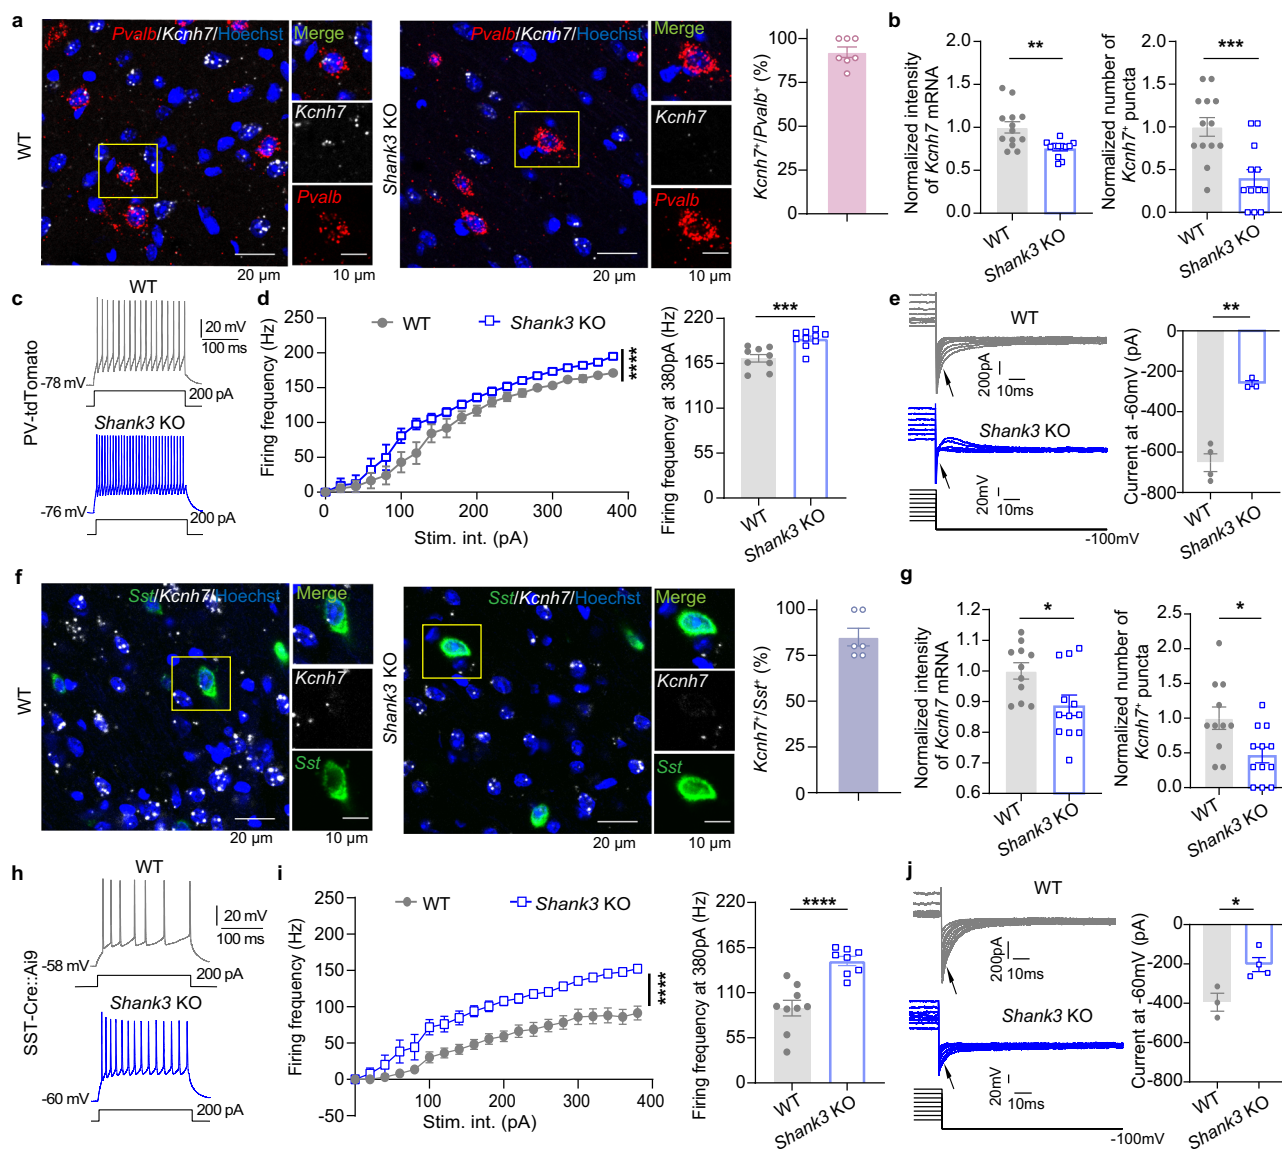 a
Pvalb/Kcnh7/Hoechst
Merge
Kcnh7
Pvalb
WT
20 µm
10 µm
Pvalb/Kcnh7/Hoechst
Merge
Kcnh7
Pvalb
Shank3 KO
20 µm
10 µm
Kcnh7+/Pvalb+ (%)
100
75
50
25
0
b
Normalized intensity
of Kcnh7 mRNA
2.0
1.5
1.0
0.5
0.0
**
WT
Shank3 KO
Normalized number of
Kcnh7+ puncta
2.0
1.5
1.0
0.5
0.0
***
WT
Shank3 KO
c
PV-tdTomato
WT
20 mV
100 ms
-78 mV
200 pA
Shank3 KO
-76 mV
200 pA
d
Firing frequency (Hz)
250
200
150
100
50
0
WT
Shank3 KO
****
0
100
200
300
400
Stim. int. (pA)
Firing frequency at 380pA (Hz)
220
165
110
55
0
***
WT
Shank3 KO
e
WT
200pA
10ms
Shank3 KO
20mV
10ms
-100mV
Current at -60mV (pA)
0
-200
-400
-600
-800
**
WT
Shank3 KO
f
Sst/Kcnh7/Hoechst
Merge
Kcnh7
Sst
WT
20 µm
10 µm
Sst/Kcnh7/Hoechst
Merge
Kcnh7
Sst
Shank3 KO
20 µm
10 µm
Kcnh7+/Sst+ (%)
100
75
50
25
0
g
Normalized intensity
of Kcnh7 mRNA
1.2
1.1
1.0
0.9
0.8
0.7
0.6
*
WT
Shank3 KO
Normalized number of
Kcnh7+ puncta
2.5
2.0
1.5
1.0
0.5
0.0
*
WT
Shank3 KO
h
SST-Cre::Ai9
WT
20 mV
100 ms
-58 mV
200 pA
Shank3 KO
-60 mV
200 pA
i
Firing frequency (Hz)
250
200
150
100
50
0
-50
WT
Shank3 KO
****
100
200
300
400
Stim. int. (pA)
Firing frequency at 380pA (Hz)
220
165
110
55
0
****
WT
Shank3 KO
j
WT
200pA
10ms
Shank3 KO
20mV
10ms
-100mV
Current at -60mV (pA)
0
-200
-400
-600
-800
*
WT
Shank3 KO